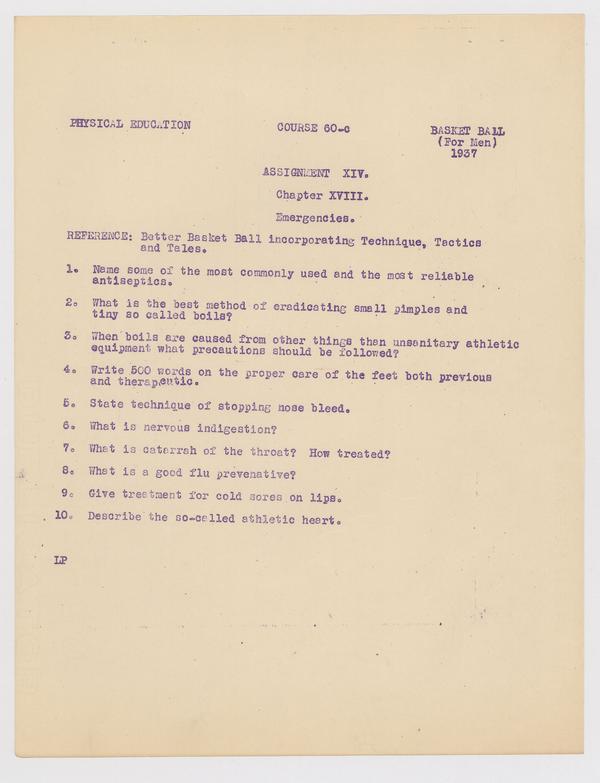 PHYSICAL EDUCATION COURSE 60-c BASKET BALL
(For Men)
1937
ASSIGNMENT XIV.
Chapter XVIII.
Emergencies.
REFERENCE: Better Basket Ball incorporating Technique, Tactics
and Tales.
1. Name some of the most commonly used and the most reliable
antiseptics.
2. What is the best method of eradicating small pimples and
tiny so called boils?
3. When boils are caused from other things than unsanitary athletic
equipment what precautions should be followed?
4. Write 500 words on the proper care of the feet both previous
and therapeutic.
5. State technique of stopping nose bleed.
6. What is nervous indigestion?
7. What is catarrah of the throat? How treated?
8. What is a good flu prevenative?
9. Give treatment for cold sores on lips.
10. Describe the so-called athletic heart.
LP